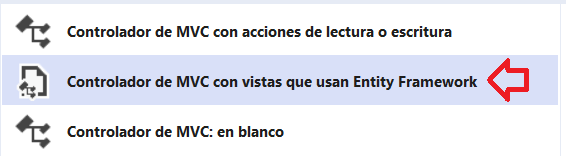 Controlador de MVC con acciones de lectura o escritura
Controlador de MVC con vistas que usan Entity Framework
Controlador de MVC: en blanco